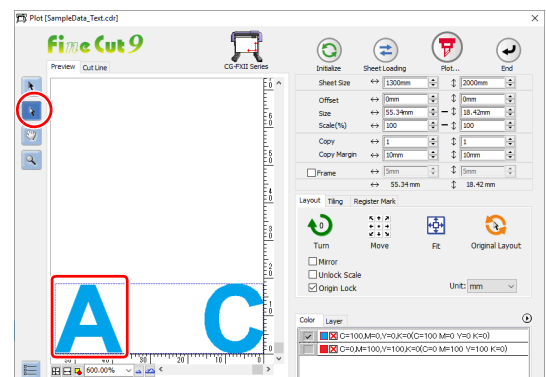 Plot [SampleData_Text.cdr]
Fine Cut 9
CG-FXII Series
Initialize
Sheet Loading
Plot...
End
Preview
Cut Line
Sheet Size
1300mm
2000mm
Offset
0mm
0mm
Size
55.34mm
18.42mm
Scale(%)
100
100
Copy
1
1
Copy Margin
10mm
10mm
Frame
5mm
5mm
55.34 mm
18.42 mm
Layout
Tiling
Register Mark
Turn
Move
Fit
Original Layout
Mirror
Unlock Scale
Origin Lock
Unit:
mm
A
C
Color
Layer
C=100,M=0,Y=0,K=0(C=100 M=0 Y=0 K=0)
C=0,M=100,Y=100,K=0(C=0 M=100 Y=100 K=0)
600.00%